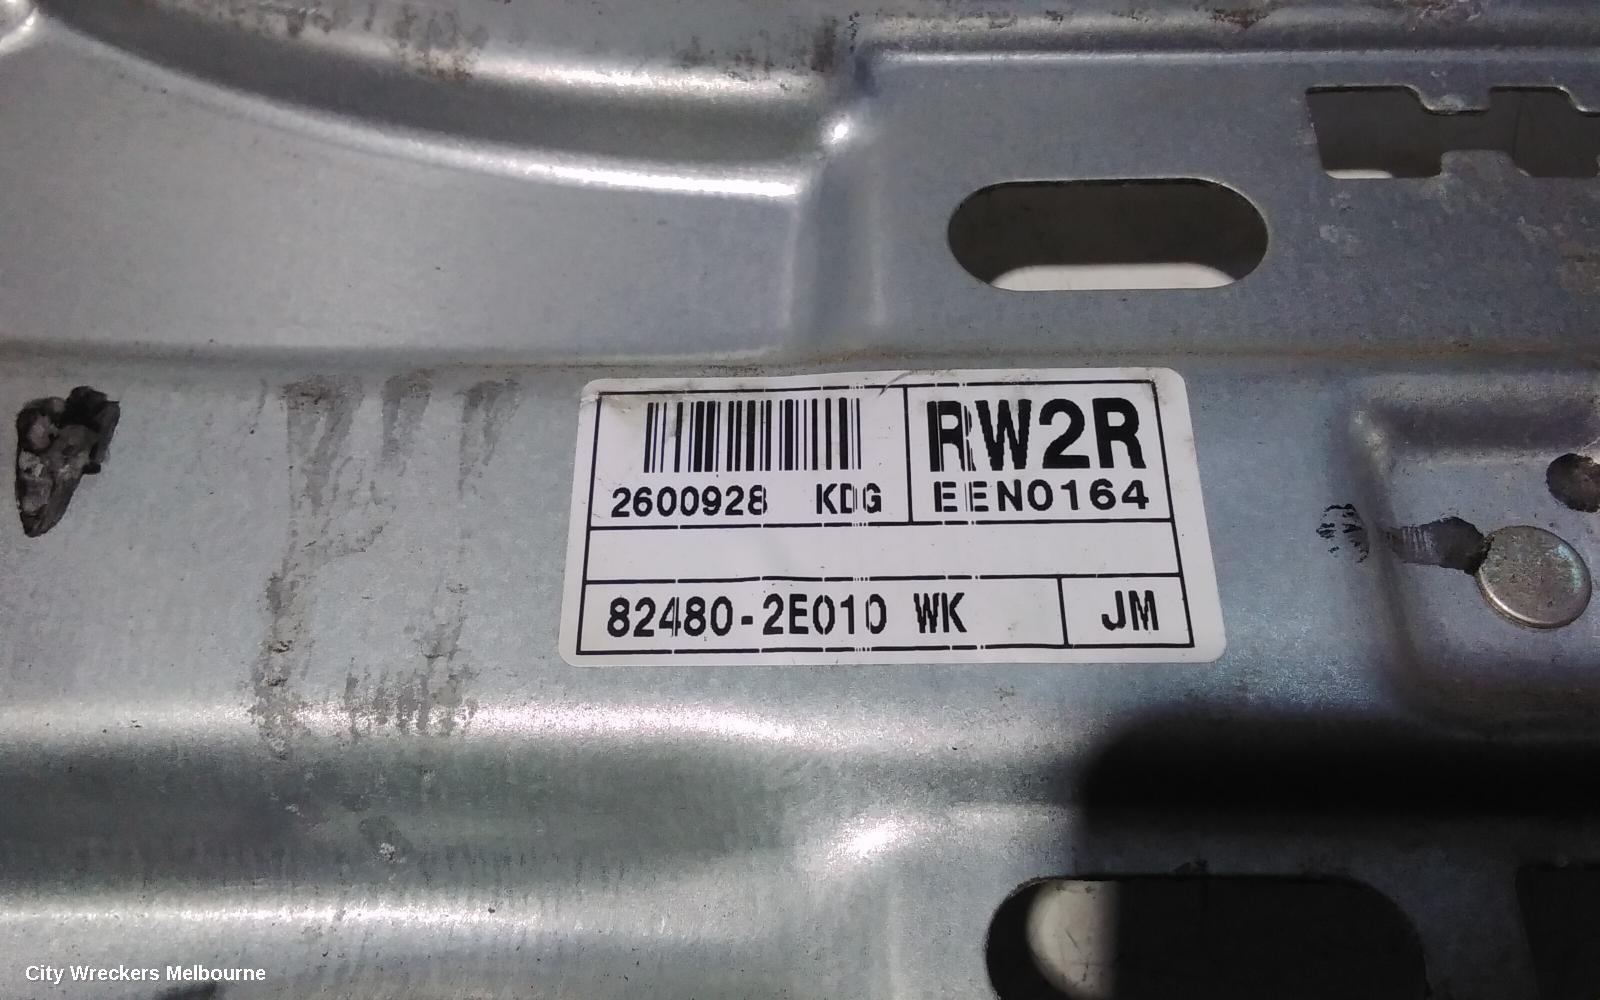 2600928 KDG
RW2R
EEN0164
82480-2E010 WK
JM
City Wreckers Melbourne